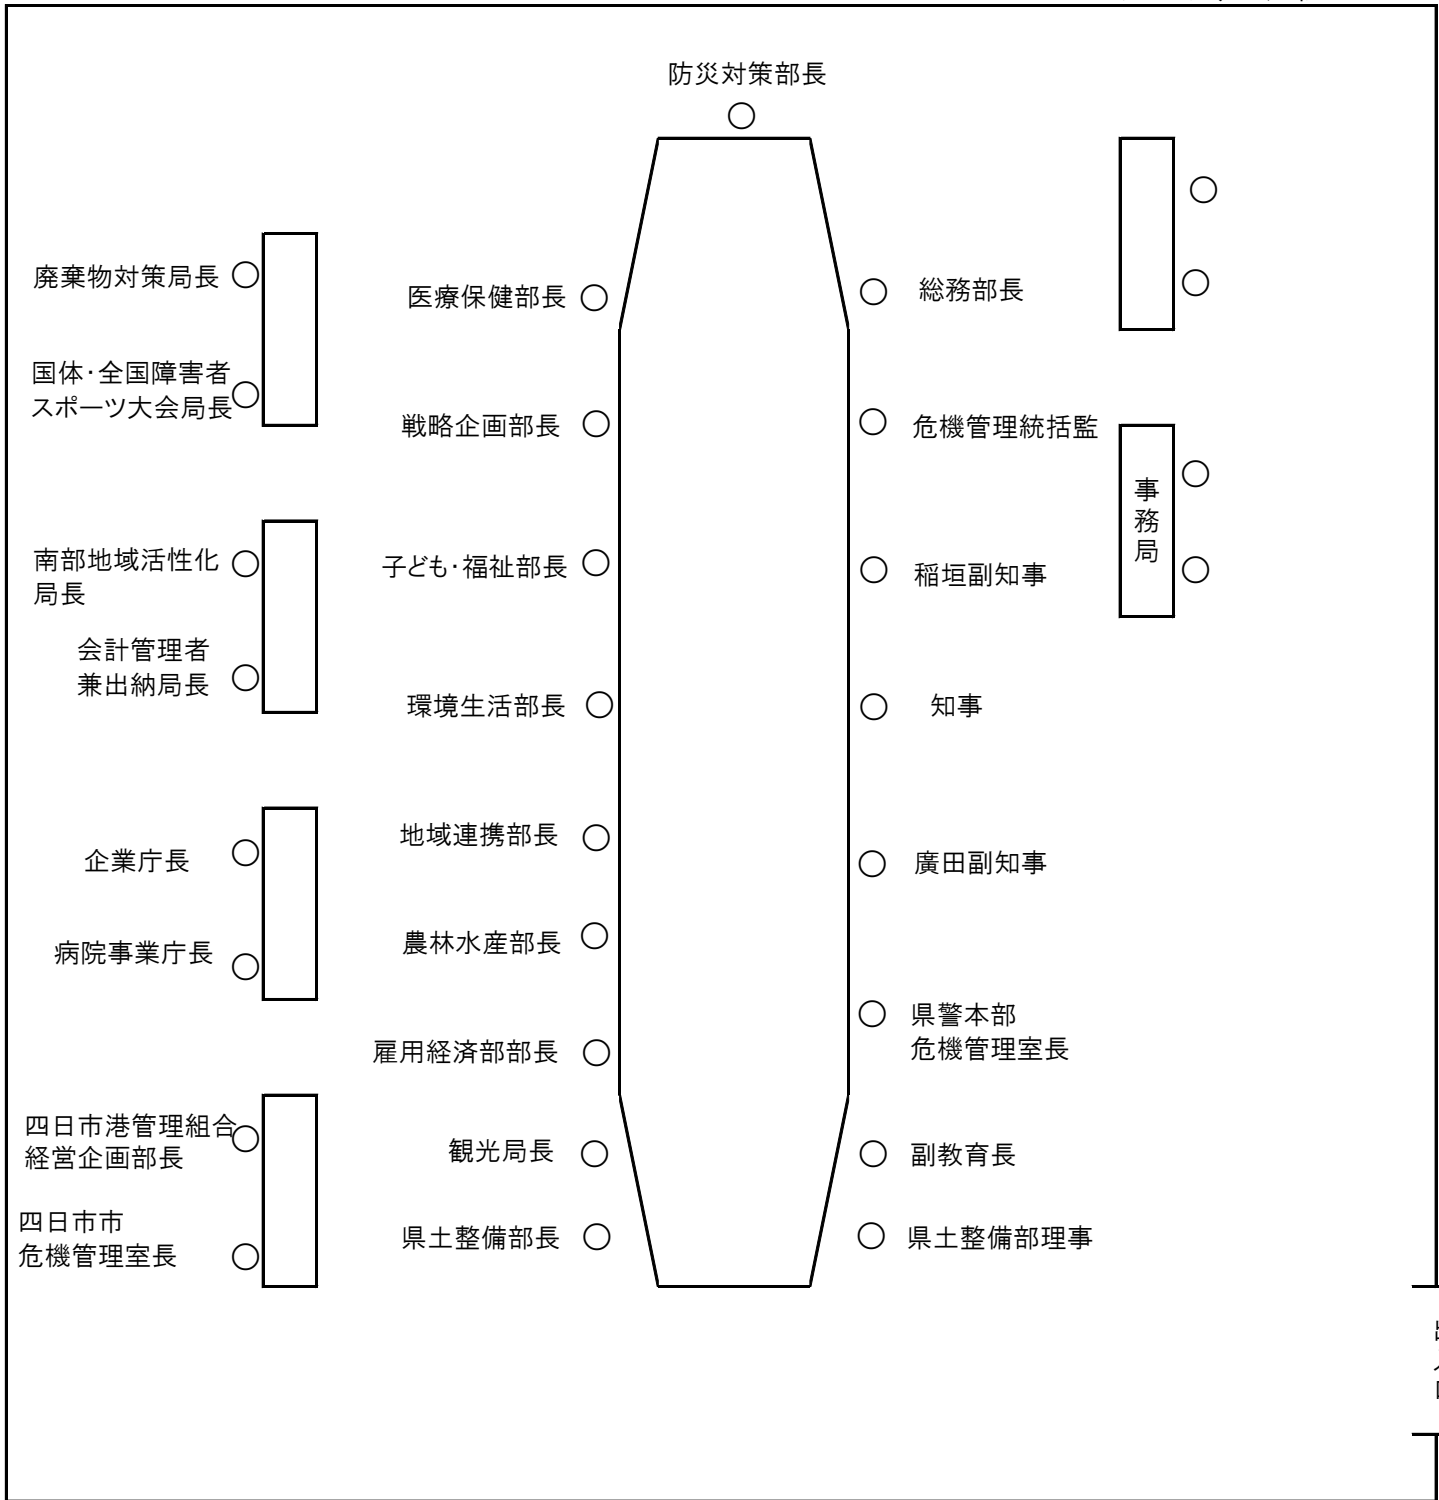 防災対策部長
廃棄物対策局長
国体・全国障害者
スポーツ大会局長
南部地域活性化
局長
会計管理者
兼出納局長
企業庁長
病院事業庁長
四日市港管理組合
経営企画部長
四日市市
危機管理室長
医療保健部長
戦略企画部長
子ども・福祉部長
環境生活部長
地域連携部長
農林水産部長
雇用経済部部長
観光局長
県土整備部長
総務部長
危機管理統括監
稲垣副知事
知事
廣田副知事
県警本部
危機管理室長
副教育長
県土整備部理事
事務局